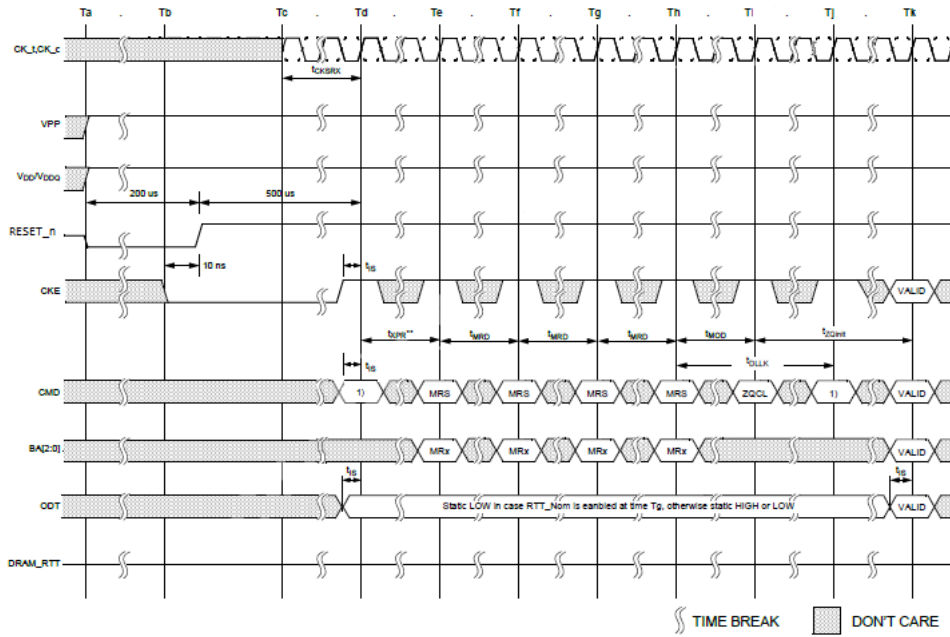 Ta Tb Tc Td Te Tf Tg Th Ti Tj Tk
CK_t,CK_c
tCKSRX
VPP
VDD/VDDQ
200 us 500 us
RESET_n
10 ns tIS
CKE VALID
tXPR** tMRD tMRD tMRD tMOD tZQinit
tIS tDLLK
CMD 1) MRS MRS MRS MRS ZQCL 1) VALID
BA[2:0] MRx MRx MRx MRx VALID
tIS tIS
ODT Static LOW in case RTT_Nom is eanbled at time Tg, otherwise static HIGH or LOW VALID
DRAM_RTT
TIME BREAK DON'T CARE